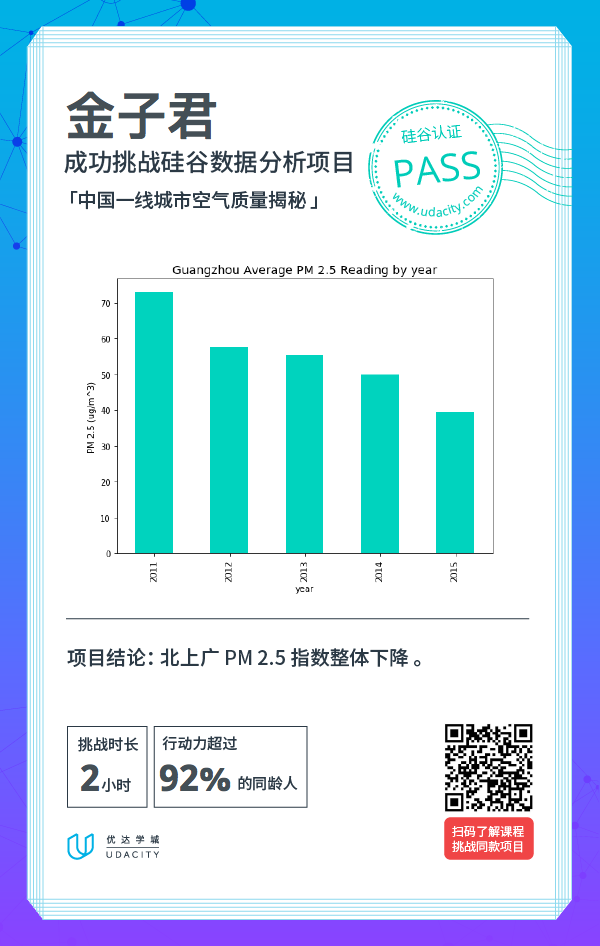 金子君
成功挑战硅谷数据分析项目
「中国一线城市空气质量揭秘」
硅谷认证
PASS
www.udacity.com
Guangzhou Average PM 2.5 Reading by year
PM 2.5 (ug/m^3)
70
60
50
40
30
20
10
0
2011
2012
2013
2014
2015
year
项目结论：北上广 PM 2.5 指数整体下降 。
挑战时长
2小时
行动力超过
92% 的同龄人
扫码了解课程
挑战同款项目
优达学城
UDACITY